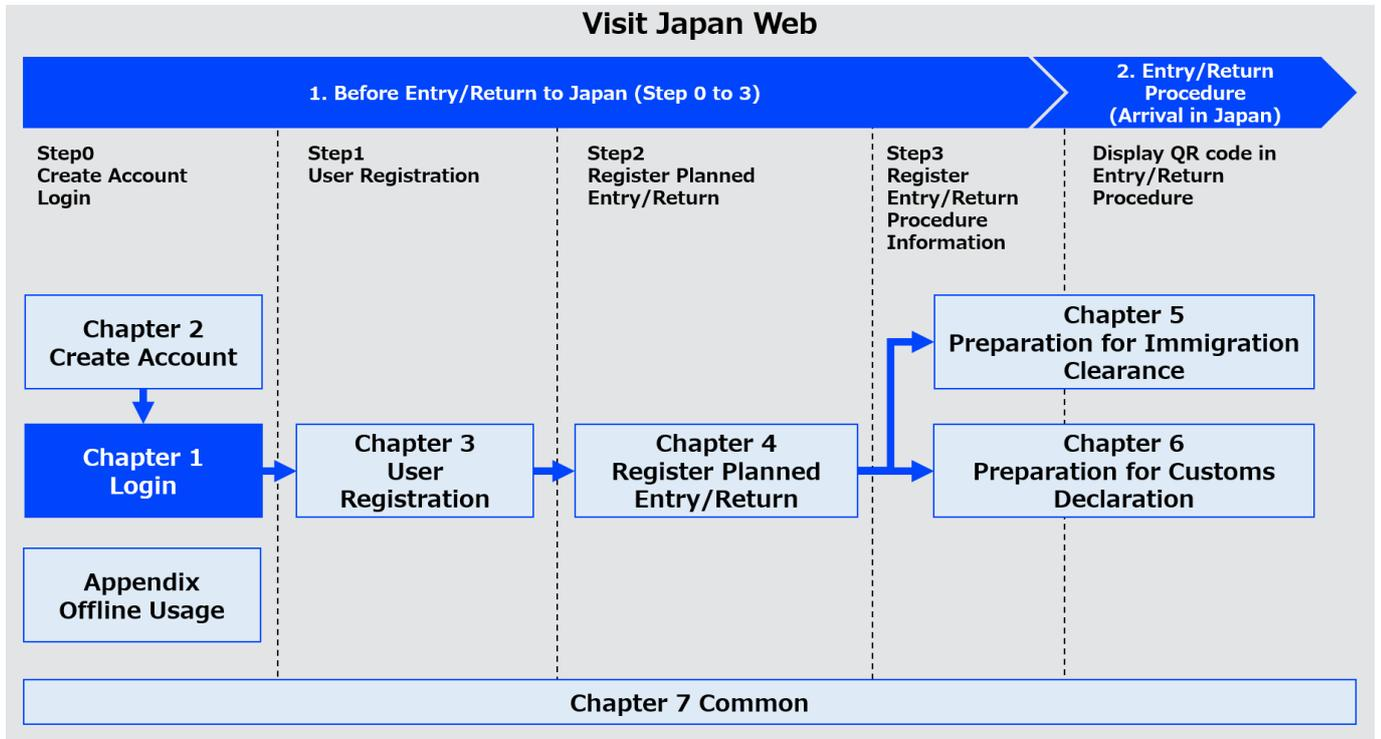 Visit Japan Web
1. Before Entry/Return to Japan (Step 0 to 3)
2. Entry/Return
Procedure
(Arrival in Japan)
Step0
Create Account
Login
Step1
User Registration
Step2
Register Planned
Entry/Return
Step3
Register
Entry/Return
Procedure
Information
Display QR code in
Entry/Return
Procedure
Chapter 2
Create Account
Chapter 1
Login
Chapter 3
User
Registration
Chapter 4
Register Planned
Entry/Return
Chapter 5
Preparation for Immigration
Clearance
Chapter 6
Preparation for Customs
Declaration
Appendix
Offline Usage
Chapter 7 Common